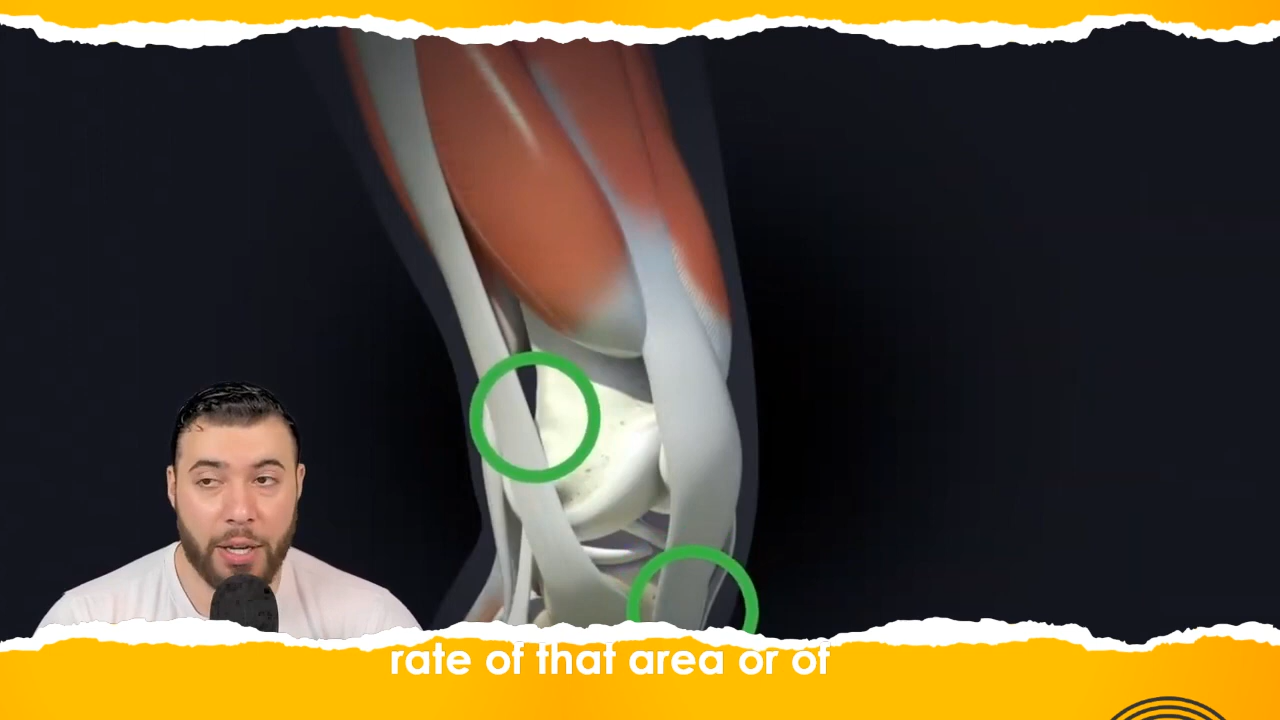 rate of that area or of